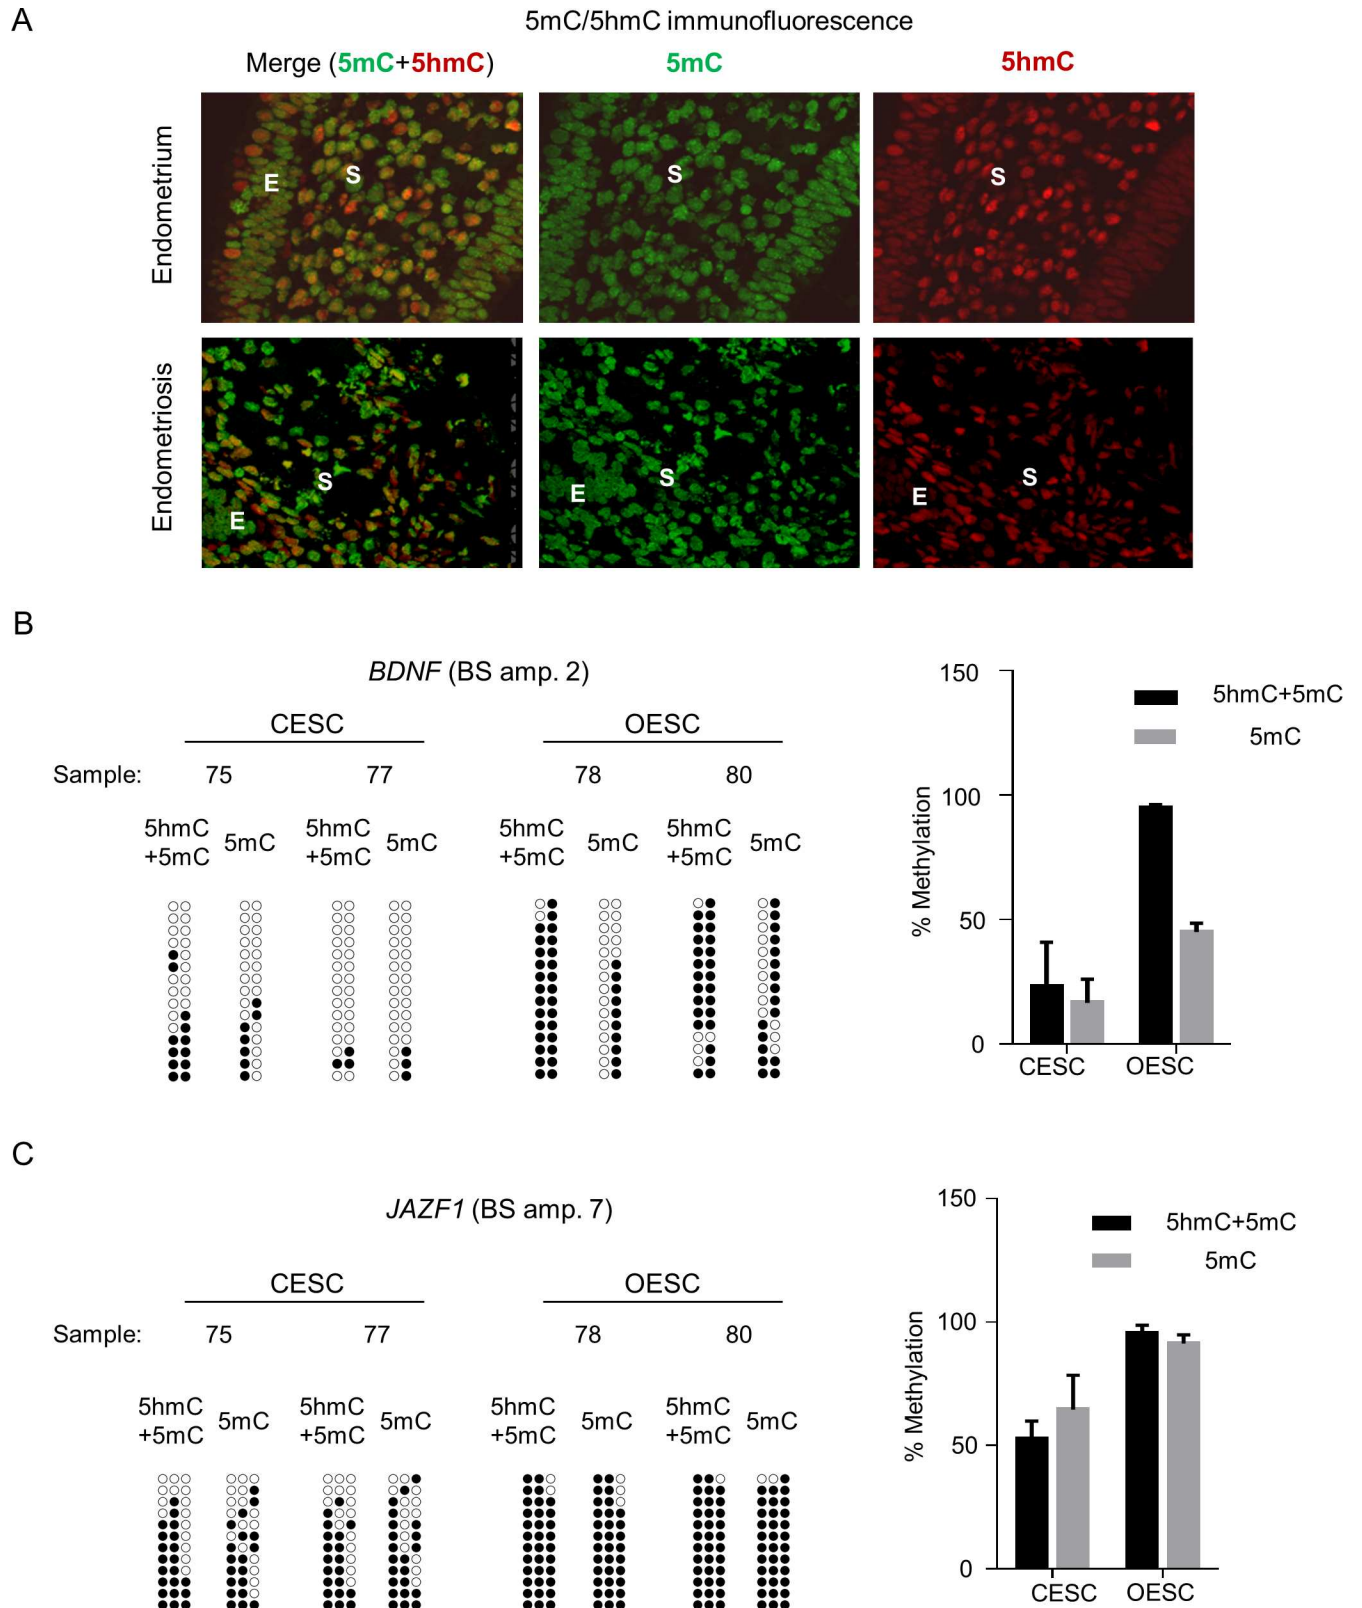 A
5mC/5hmC immunofluorescence
Merge (5mC+5hmC)
5mC
5hmC
Endometrium
E
S
S
S
Endometriosis
S
E
S
E
S
E
B
BDNF (BS amp. 2)
CESC
OESC
Sample:
75
77
78
80
5hmC
+5mC
5mC
5hmC
+5mC
5mC
5hmC
+5mC
5mC
5hmC
+5mC
5mC
% Methylation
150
100
50
0
5hmC+5mC
5mC
CESC
OESC
C
JAZF1 (BS amp. 7)
CESC
OESC
Sample:
75
77
78
80
5hmC
+5mC
5mC
5hmC
+5mC
5mC
5hmC
+5mC
5mC
5hmC
+5mC
5mC
% Methylation
150
100
50
0
5hmC+5mC
5mC
CESC
OESC